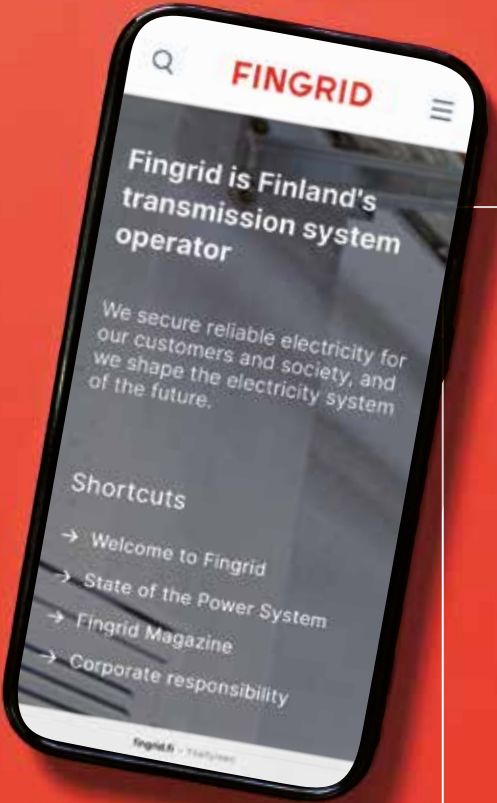 FINGRID
Fingrid is Finland's
transmission system
operator
We secure reliable electricity for
our customers and society, and
we shape the electricity system
of the future.
Shortcuts
→ Welcome to Fingrid
→ State of the Power System
→ Fingrid Magazine
→ Corporate responsibility
fingrid.fi